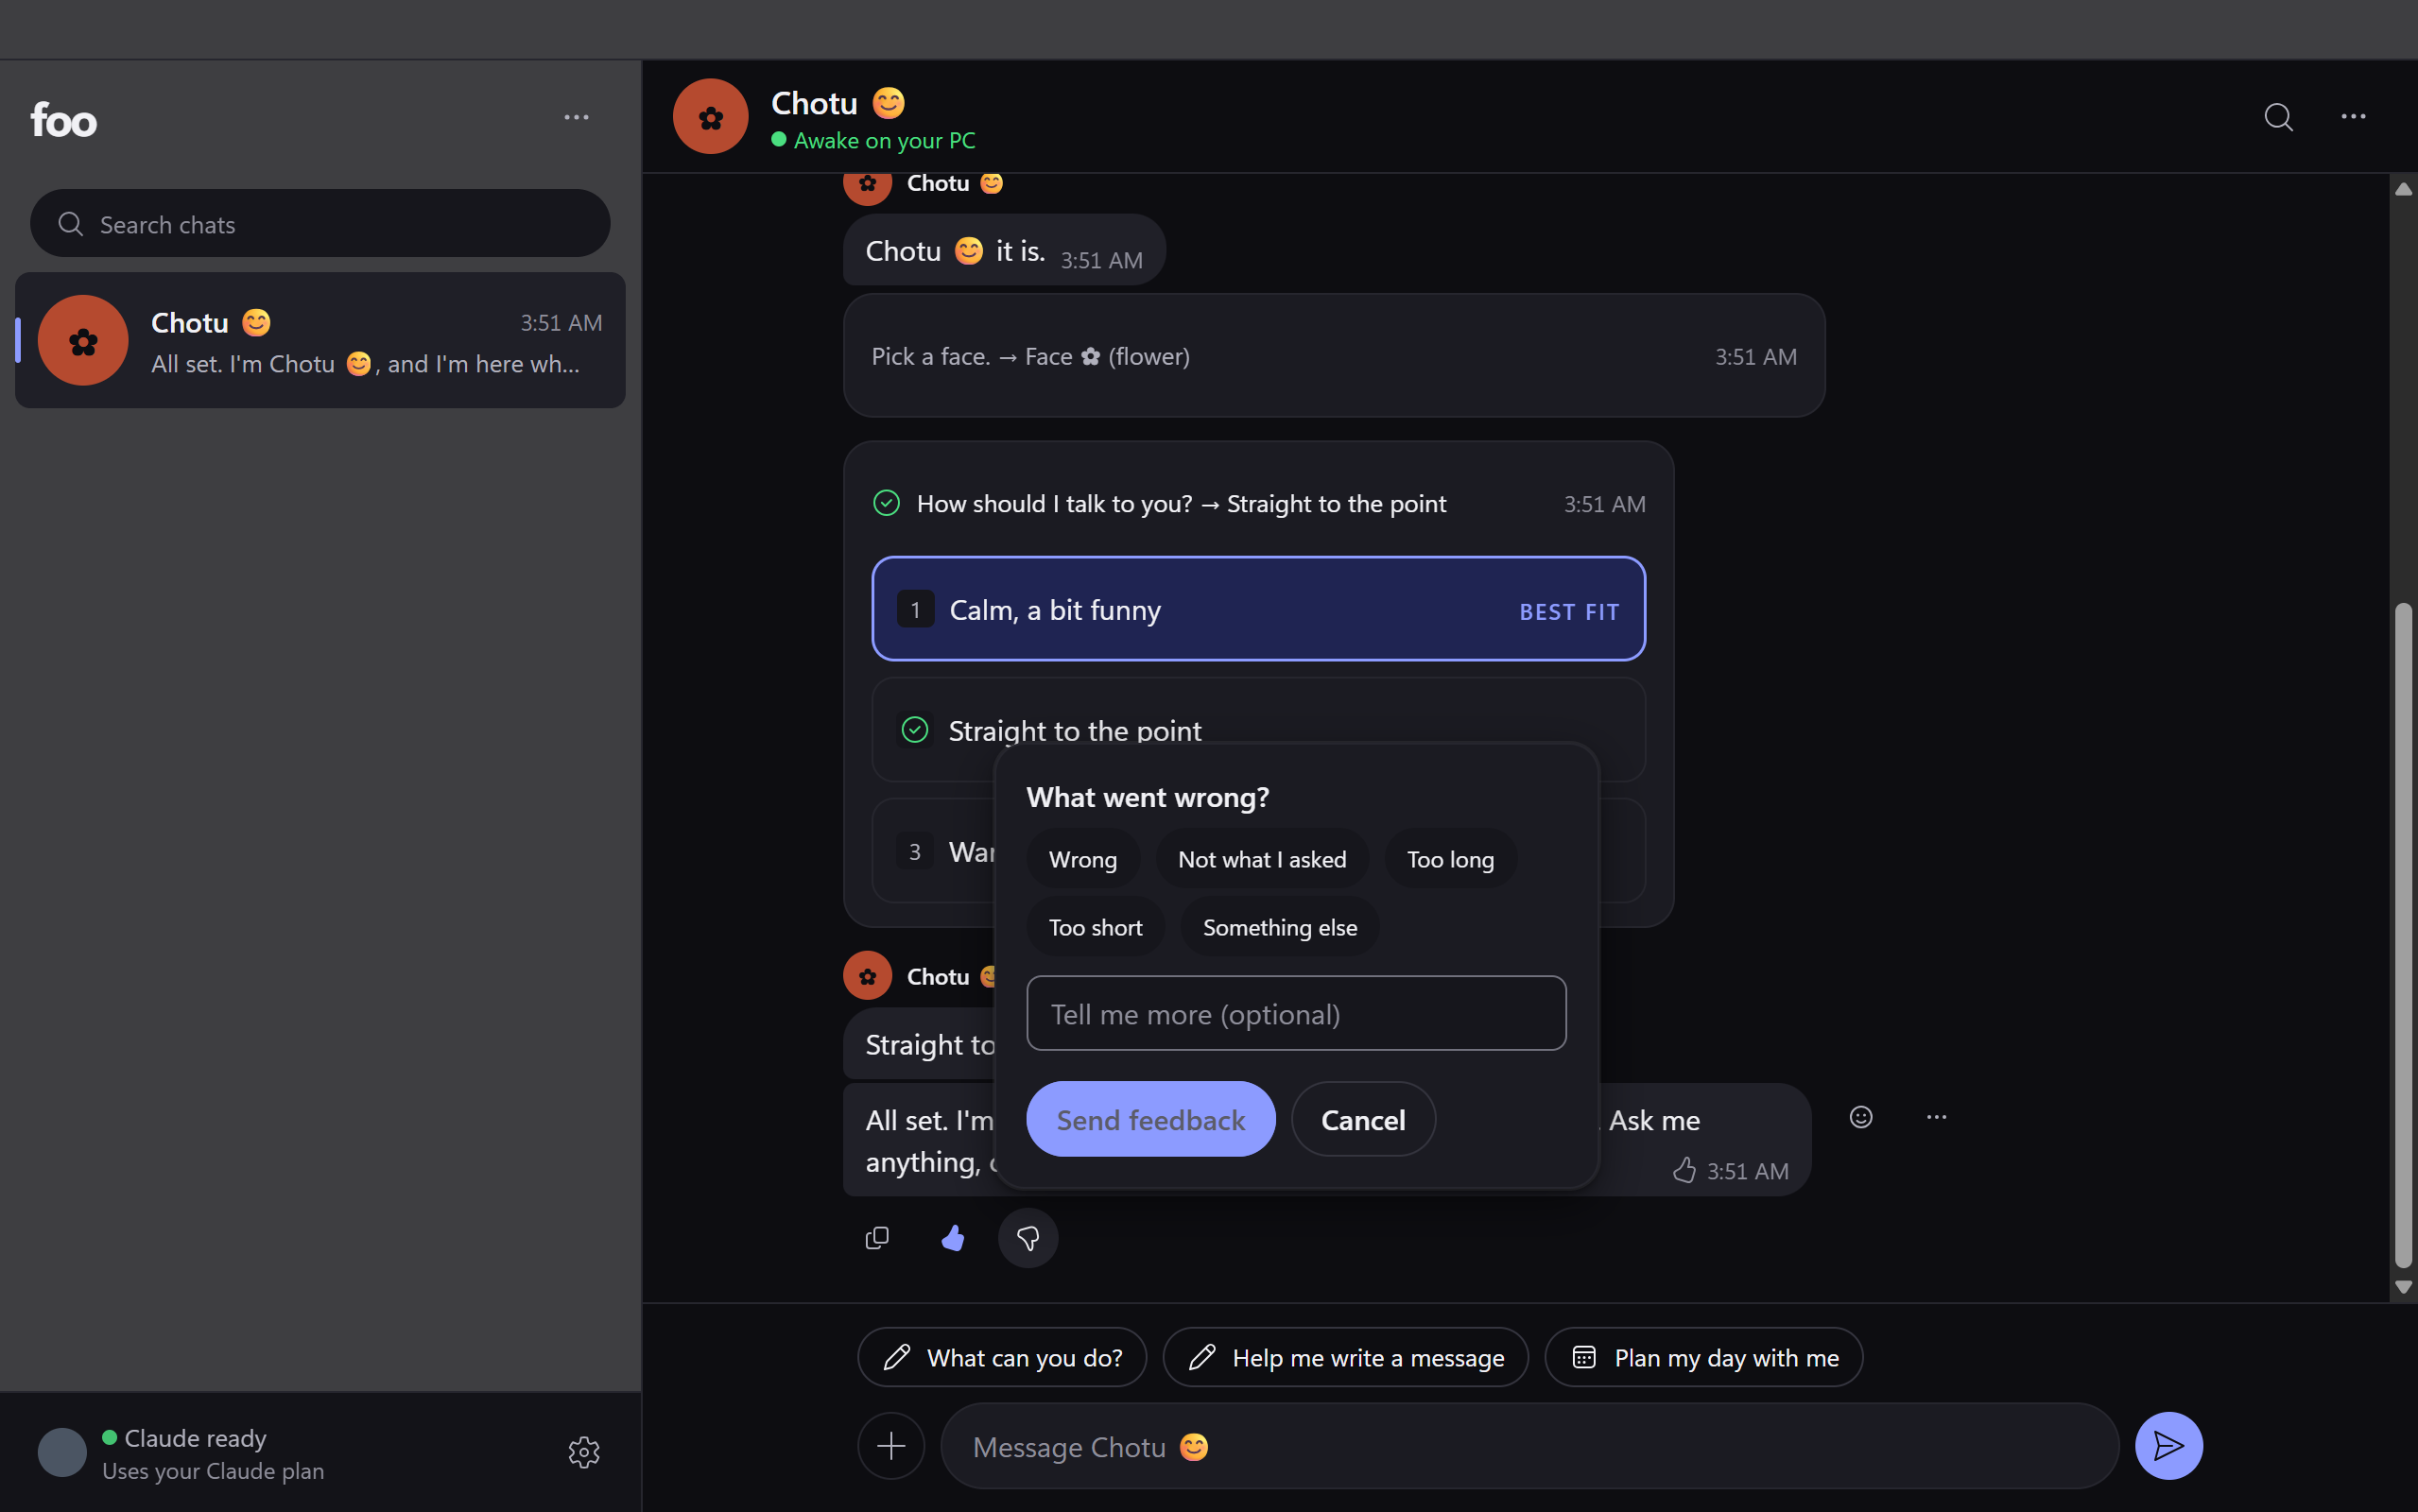 foo
Search chats
Chotu 😊 3:51 AM
All set. I'm Chotu 😊, and I'm here wh...
Claude ready
Uses your Claude plan
Chotu 😊
Awake on your PC
Chotu 😊
Chotu 😊 it is. 3:51 AM
Pick a face. → Face ✿ (flower) 3:51 AM
How should I talk to you? → Straight to the point 3:51 AM
1 Calm, a bit funny BEST FIT
Straight to the point
3
What went wrong?
Wrong Not what I asked Too long
Too short Something else
Tell me more (optional)
Send feedback Cancel
Chotu 😊
Straight to
All set. I'm Ask me
anything, 3:51 AM
What can you do? Help me write a message Plan my day with me
Message Chotu 😊